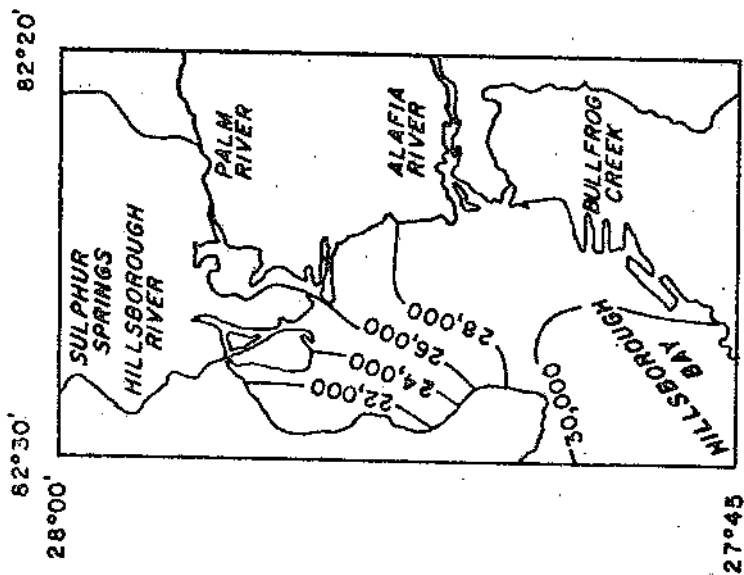 82°30'
82°20'
28°00'
SULPHUR
SPRINGS
HILLSBOROUGH
RIVER
PALM
RIVER
22,000
24,000
26,000
28,000
ALAFIA
RIVER
30,000
BULLFROG
CREEK
HILLSBOROUGH
BAY
27°45